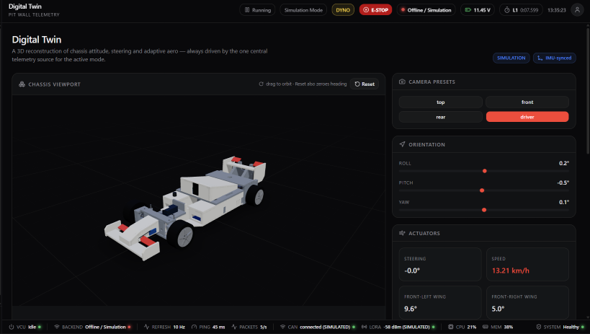 Digital Twin
PIT WALL TELEMETRY
Running
Simulation Mode
DYNO
E-STOP
Offline / Simulation
11.45 V
L1 0:07.599
Digital Twin
A 3D reconstruction of chassis attitude, steering and adaptive aero — always driven by the one central
telemetry source for the active mode.
SIMULATION
IMU synced
CHASSIS VIEWPORT
drag to orbit · Reset also zeroes heading
Reset
CAMERA PRESETS
top
front
rear
driver
ORIENTATION
ROLL
0.2°
PITCH
-0.5°
YAW
0.1°
ACTUATORS
STEERING
-0.0°
SPEED
13.21 km/h
FRONT-LEFT WING
9.6°
FRONT-RIGHT WING
5.0°
VCU Idle
BACKEND Offline / Simulation
REFRESH 10 Hz
PING 45 ms
PACKETS 5/s
CAN connected (SIMULATED)
LORA -58 dBm (SIMULATED)
CPU 21%
MEM 38%
SYSTEM Healthy